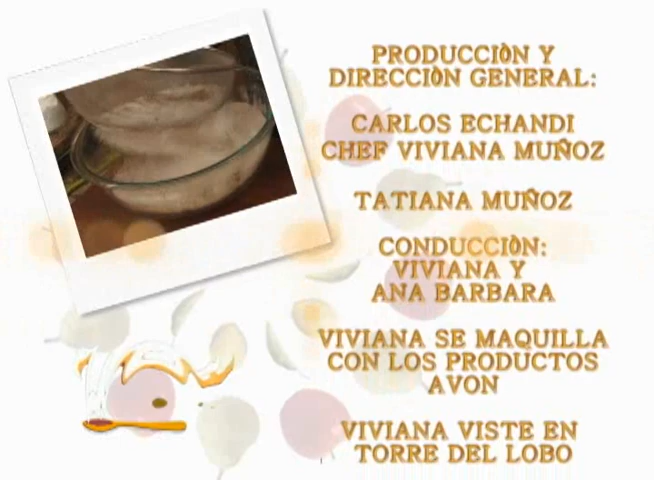 PRODUCCIÒN Y
DIRECCIÒN GENERAL:
CARLOS ECHANDI
CHEF VIVIANA MUÑOZ
TATIANA MUÑOZ
CONDUCCIÒN:
VIVIANA Y
ANA BARBARA
VIVIANA SE MAQUILLA
CON LOS PRODUCTOS
AVON
VIVIANA VISTE EN
TORRE DEL LOBO